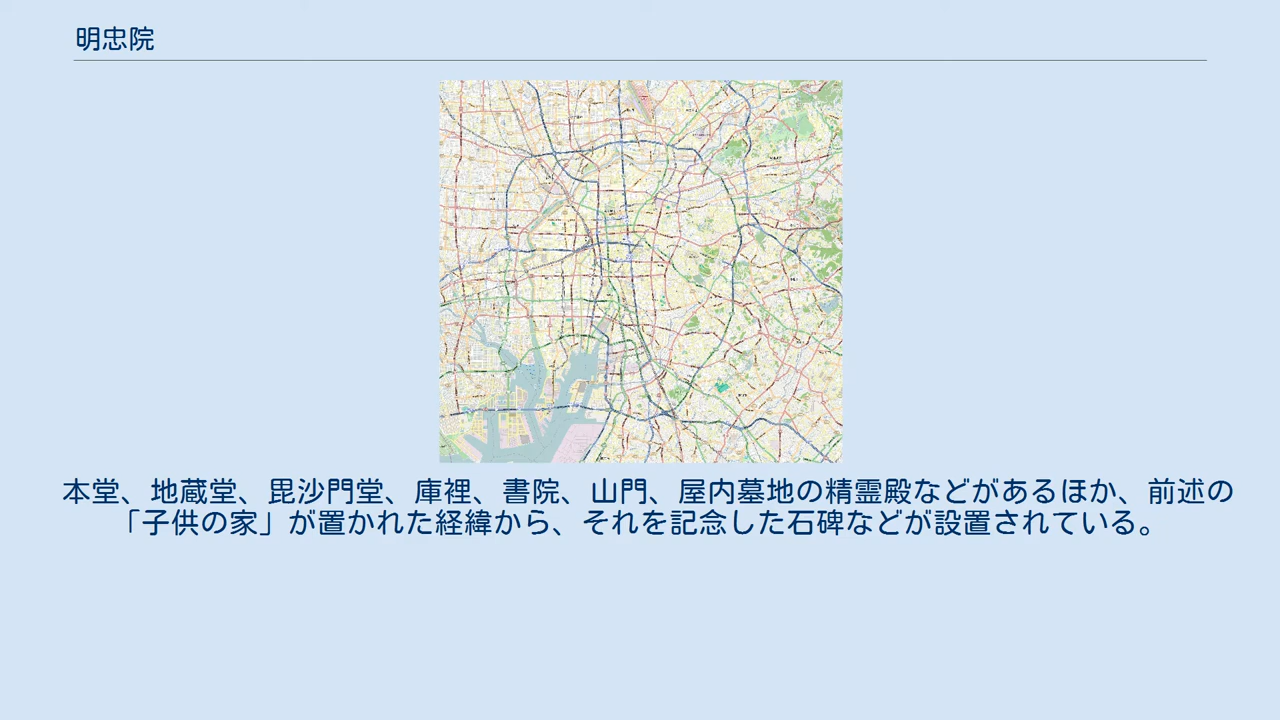 明忠院
本堂、地蔵堂、毘沙門堂、庫裡、書院、山門、屋内墓地の精霊殿などがあるほか、前述の
「子供の家」が置かれた経緯から、それを記念した石碑などが設置されている。